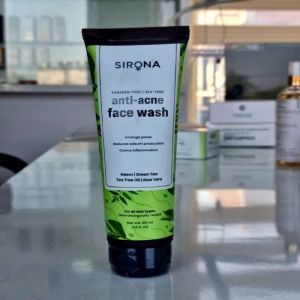 SIRONA
PARABEN-FREE | SLS-FREE
anti-acne
face wash
Unclogs pores
Reduces sebum production
Calms inflammation
Neem | Green Tea
Tea Tree Oil | Aloe Vera
For all skin types
Dermatologically Tested
SIRONA